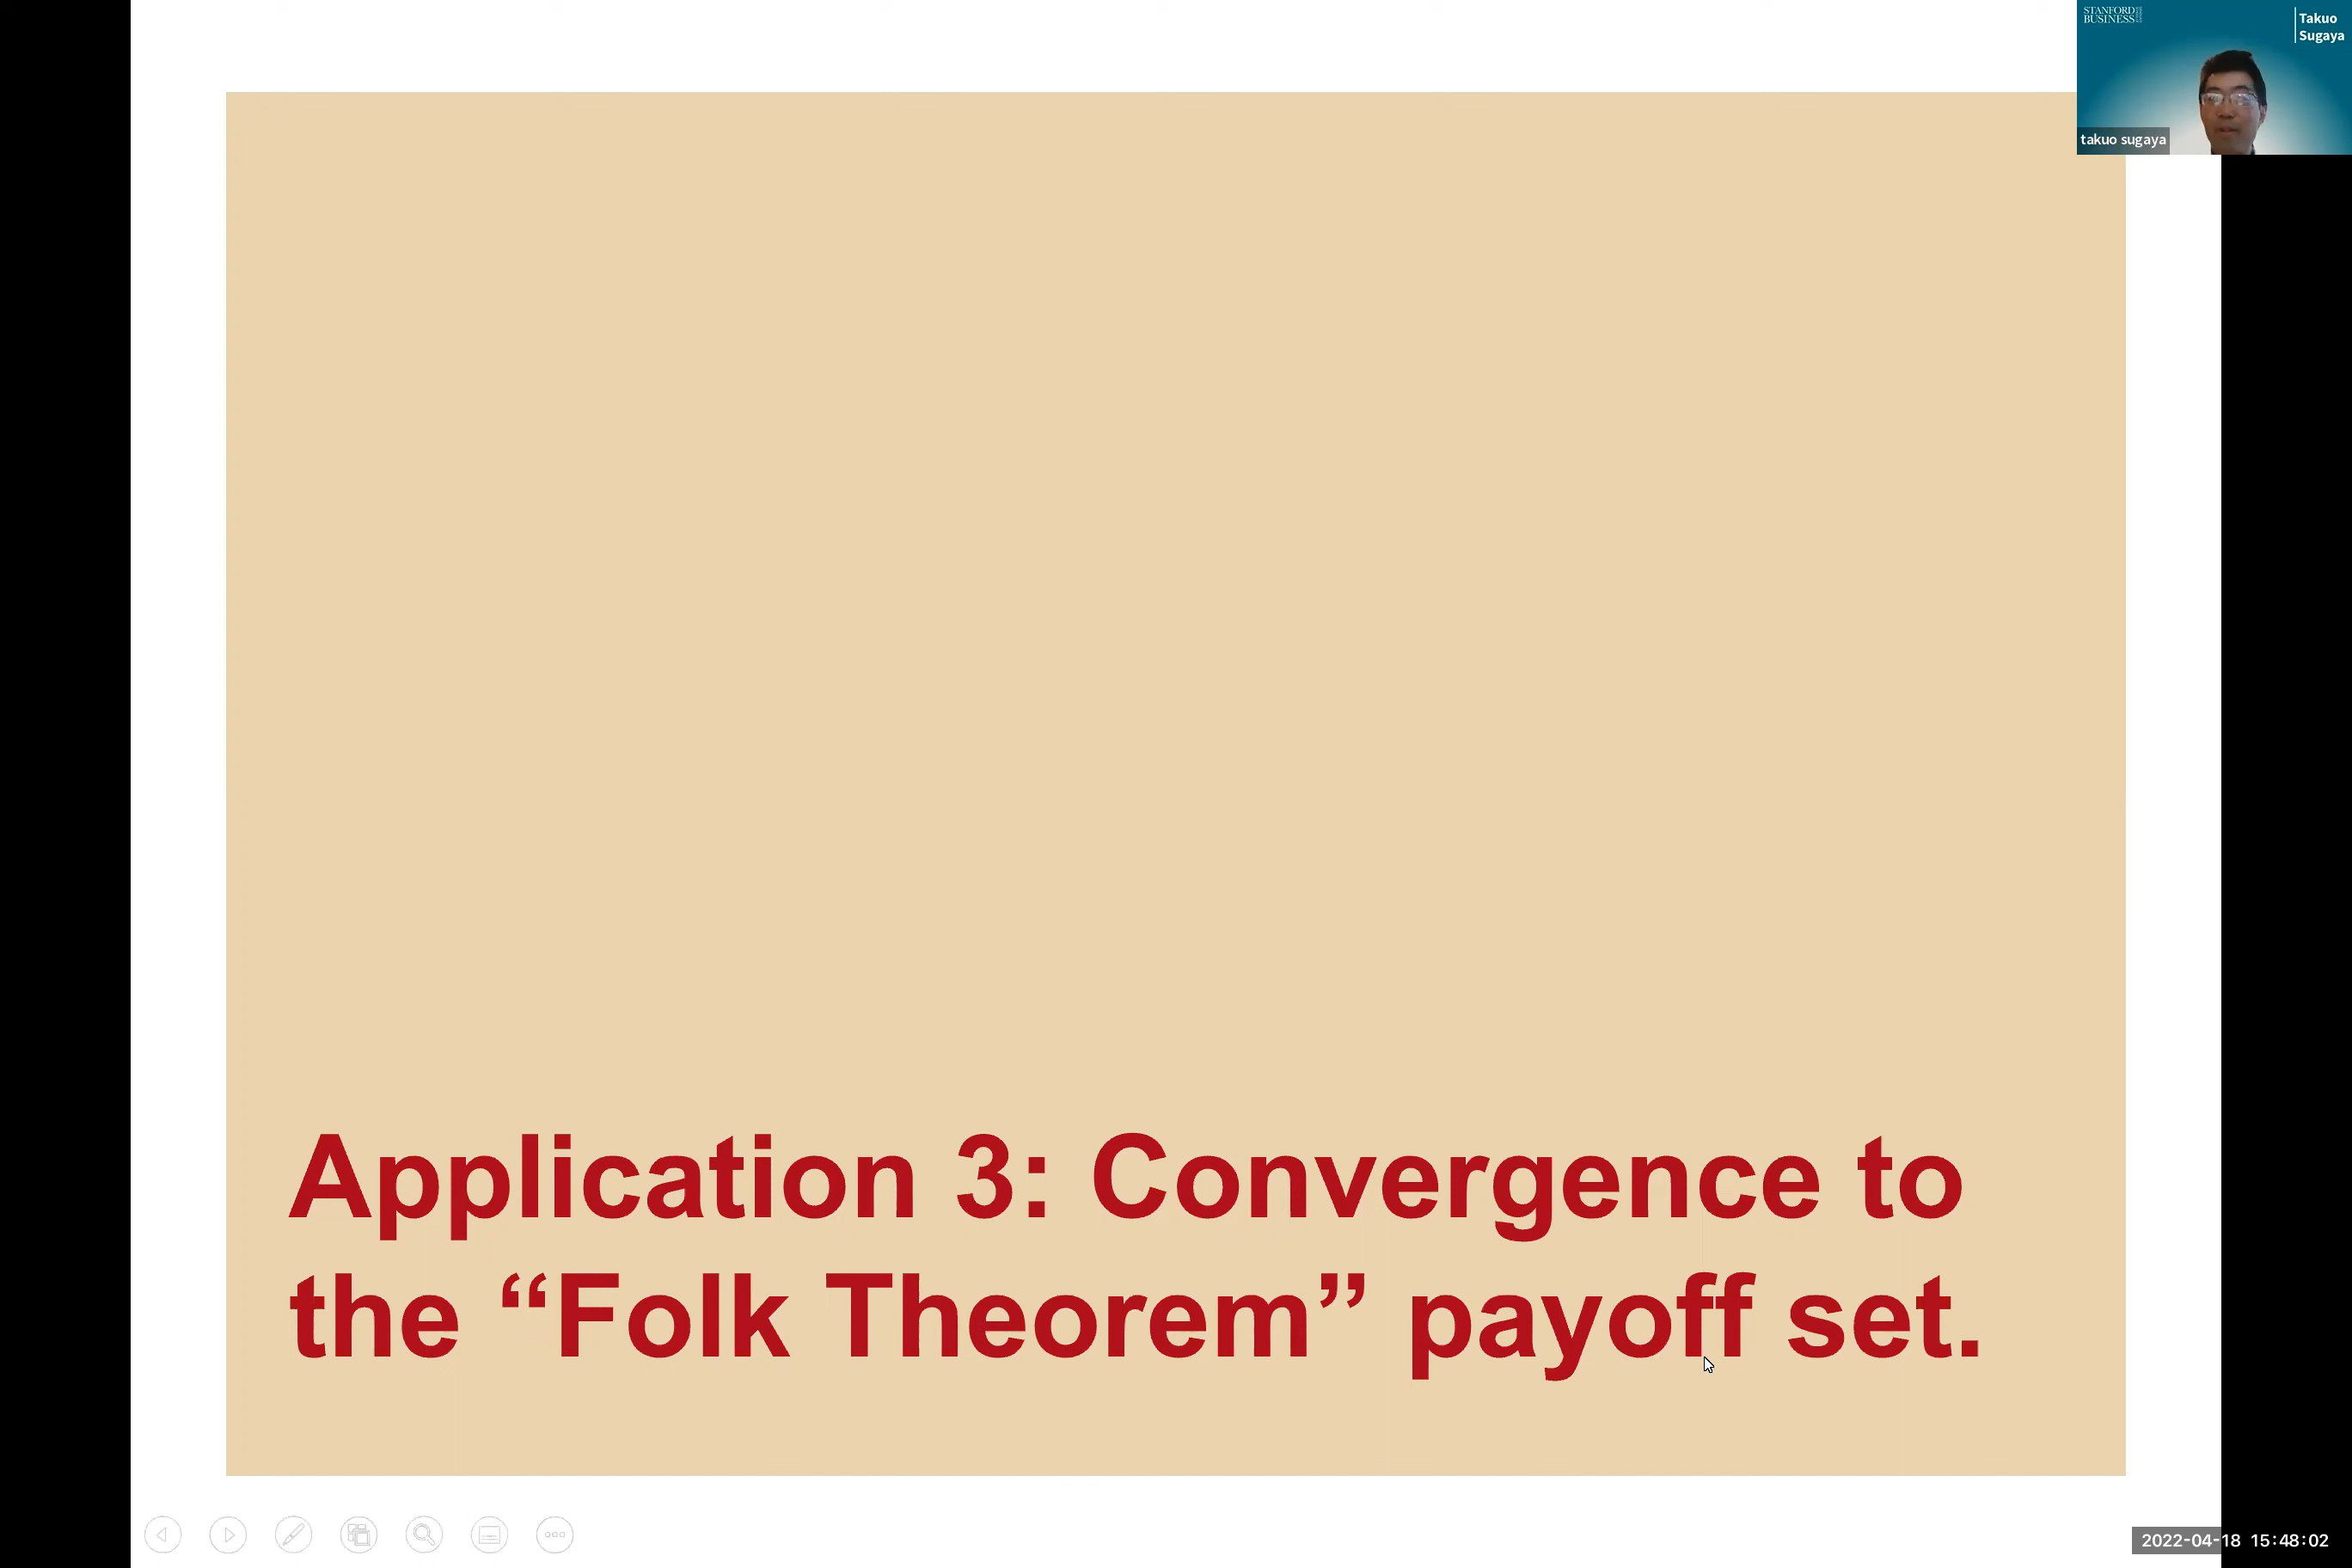 STANFORD
BUSINESS
Takuo
Sugaya
takuo sugaya
Application 3: Convergence to
the “Folk Theorem” payoff set.
2022-04-18 15:48:02